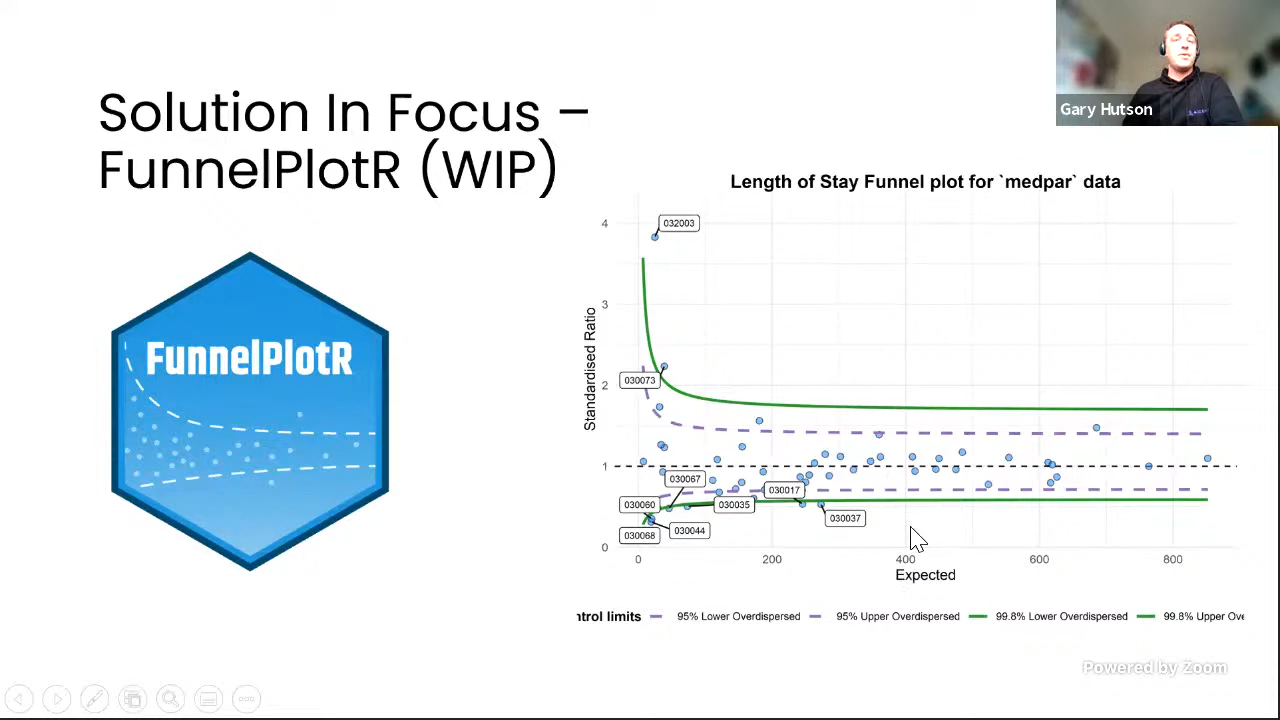 Gary Hutson
Solution In Focus –
FunnelPlotR (WIP)
FunnelPlotR
Length of Stay Funnel plot for `medpar` data
Standardised Ratio
4
3
2
1
0
032003
030073
030067
030060
030035
030017
030037
030044
030068
0 200 400 600 800
Expected
ntrol limits 95% Lower Overdispersed 95% Upper Overdispersed 99.8% Lower Overdispersed 99.8% Upper Ove
Powered by Zoom